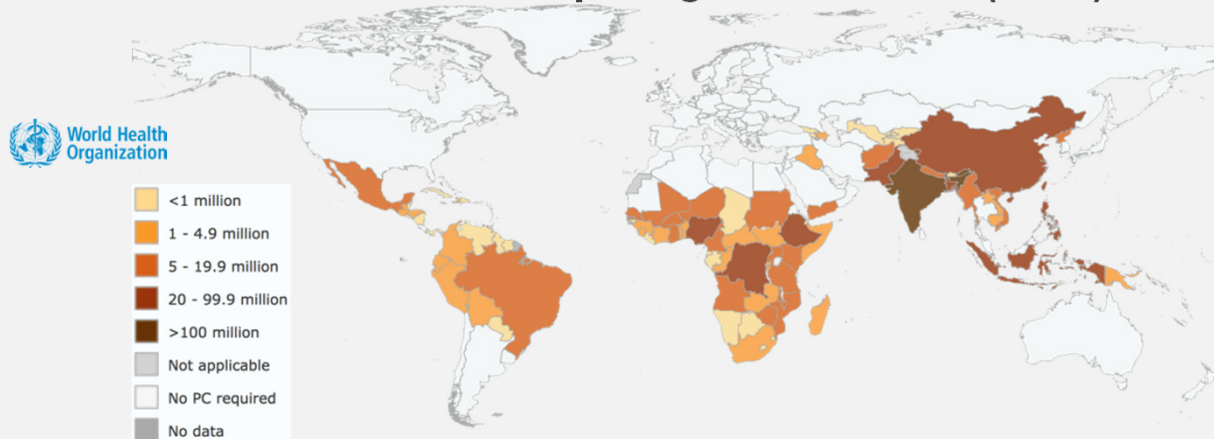 World Health
Organization
<1 million
1 - 4.9 million
5 - 19.9 million
20 - 99.9 million
>100 million
Not applicable
No PC required
No data